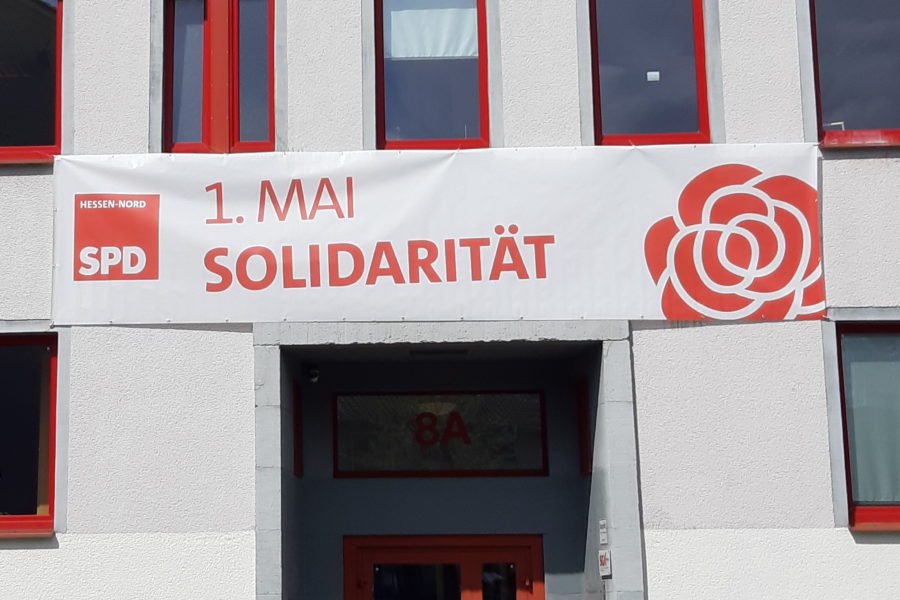 HESSEN-NORD
SPD
1. MAI
SOLIDARITÄT
8A